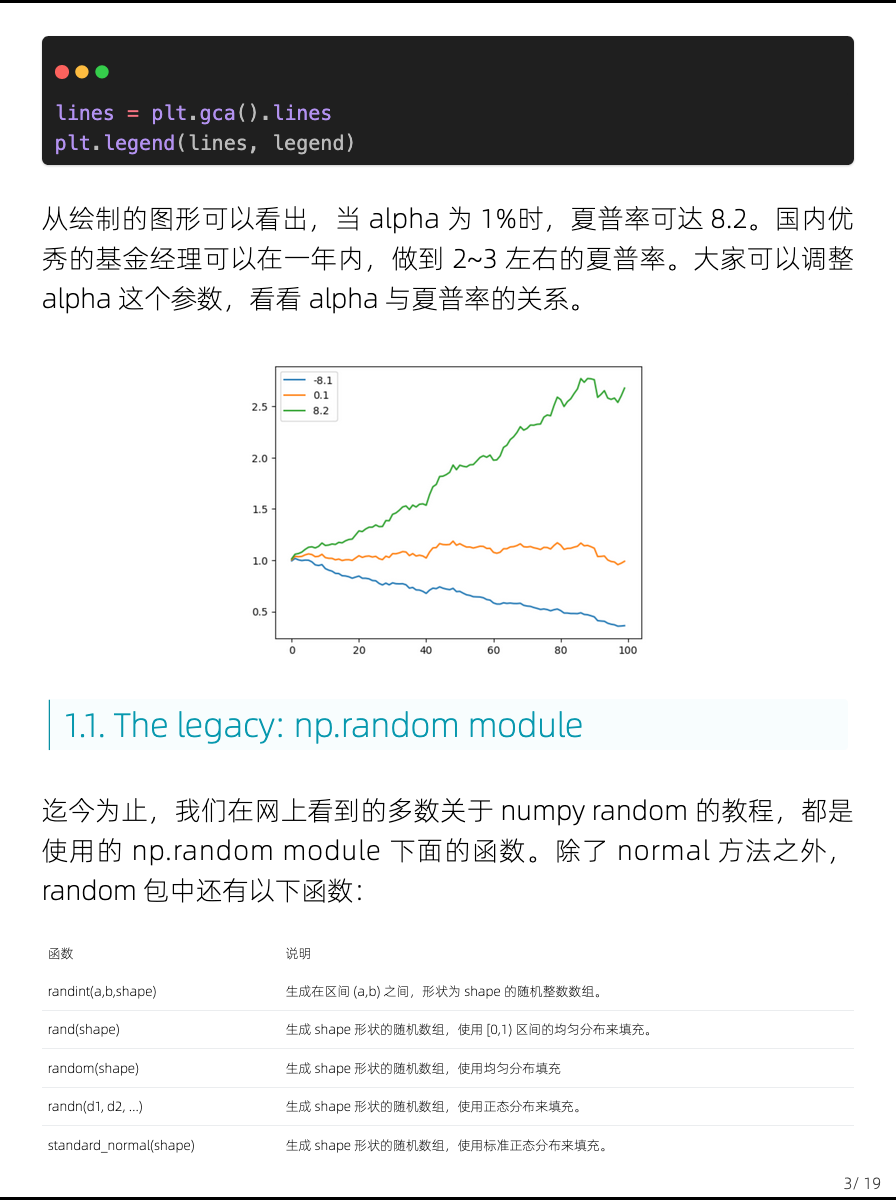 lines = plt.gca().lines
plt.legend(lines, legend)
从绘制的图形可以看出，当 alpha 为 1%时，夏普率可达 8.2。国内优
秀的基金经理可以在一年内，做到 2~3 左右的夏普率。大家可以调整
alpha 这个参数，看看 alpha 与夏普率的关系。
-8.1
0.1
8.2
2.5
2.0
1.5
1.0
0.5
0 20 40 60 80 100
1.1. The legacy: np.random module
迄今为止，我们在网上看到的多数关于 numpy random 的教程，都是
使用的 np.random module 下面的函数。除了 normal 方法之外，
random 包中还有以下函数：
函数 说明
randint(a,b,shape) 生成在区间 (a,b) 之间，形状为 shape 的随机整数数组。
rand(shape) 生成 shape 形状的随机数组，使用 [0,1) 区间的均匀分布来填充。
random(shape) 生成 shape 形状的随机数组，使用均匀分布填充
randn(d1, d2, ...) 生成 shape 形状的随机数组，使用正态分布来填充。
standard_normal(shape) 生成 shape 形状的随机数组，使用标准正态分布来填充。
3/ 19